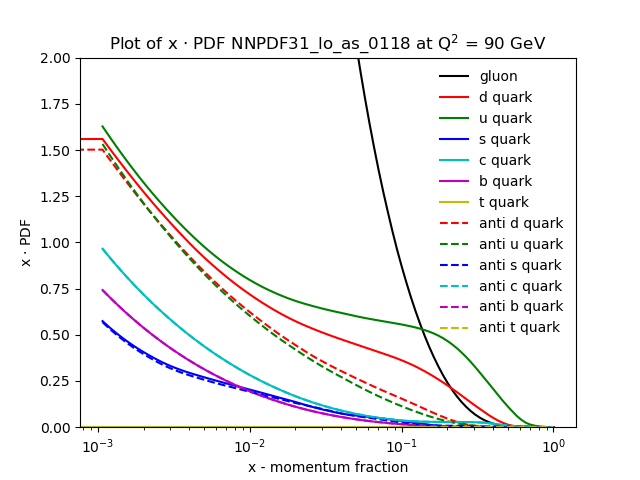 Plot of x · PDF NNPDF31_lo_as_0118 at Q² = 90 GeV
2.00
1.75
1.50
1.25
1.00
0.75
0.50
0.25
0.00
x · PDF
gluon
d quark
u quark
s quark
c quark
b quark
t quark
anti d quark
anti u quark
anti s quark
anti c quark
anti b quark
anti t quark
10⁻³ 10⁻² 10⁻¹ 10⁰
x - momentum fraction